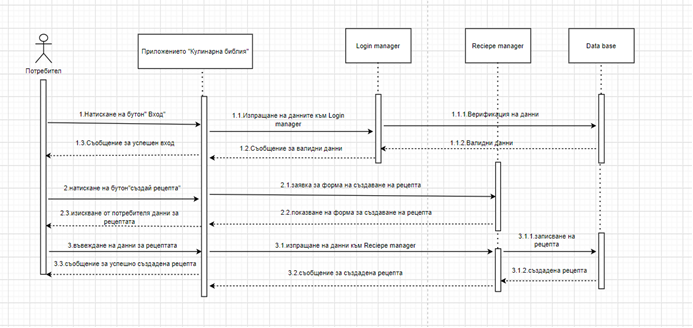 Приложението "Кулинарна библия"
Login manager
Reciepe manager
Data base
Потребител
1.Натискане на бутон" Вход"
1.1.Изпращане на данните към Login
manager
1.1.1.Верификация на данни
1.3.Съобщение за успешен вход
1.2.Съобщение за валидни данни
1.1.2.Валидни данни
2.натискане на бутон"създай рецепта"
2.1.заявка за форма на създаване на рецепта
2.3.изискване от потребителя данни за
рецептата
2.2.показване на форма за създаване на рецепта
3.въвеждане на данни за рецептата
3.1.изпращане на данни към Reciepe manager
3.1.1.записване на
рецепта
3.3.съобщение за успешно създадена рецепта
3.2.съобщение за създадена рецепта
3.1.2.създадена рецепта